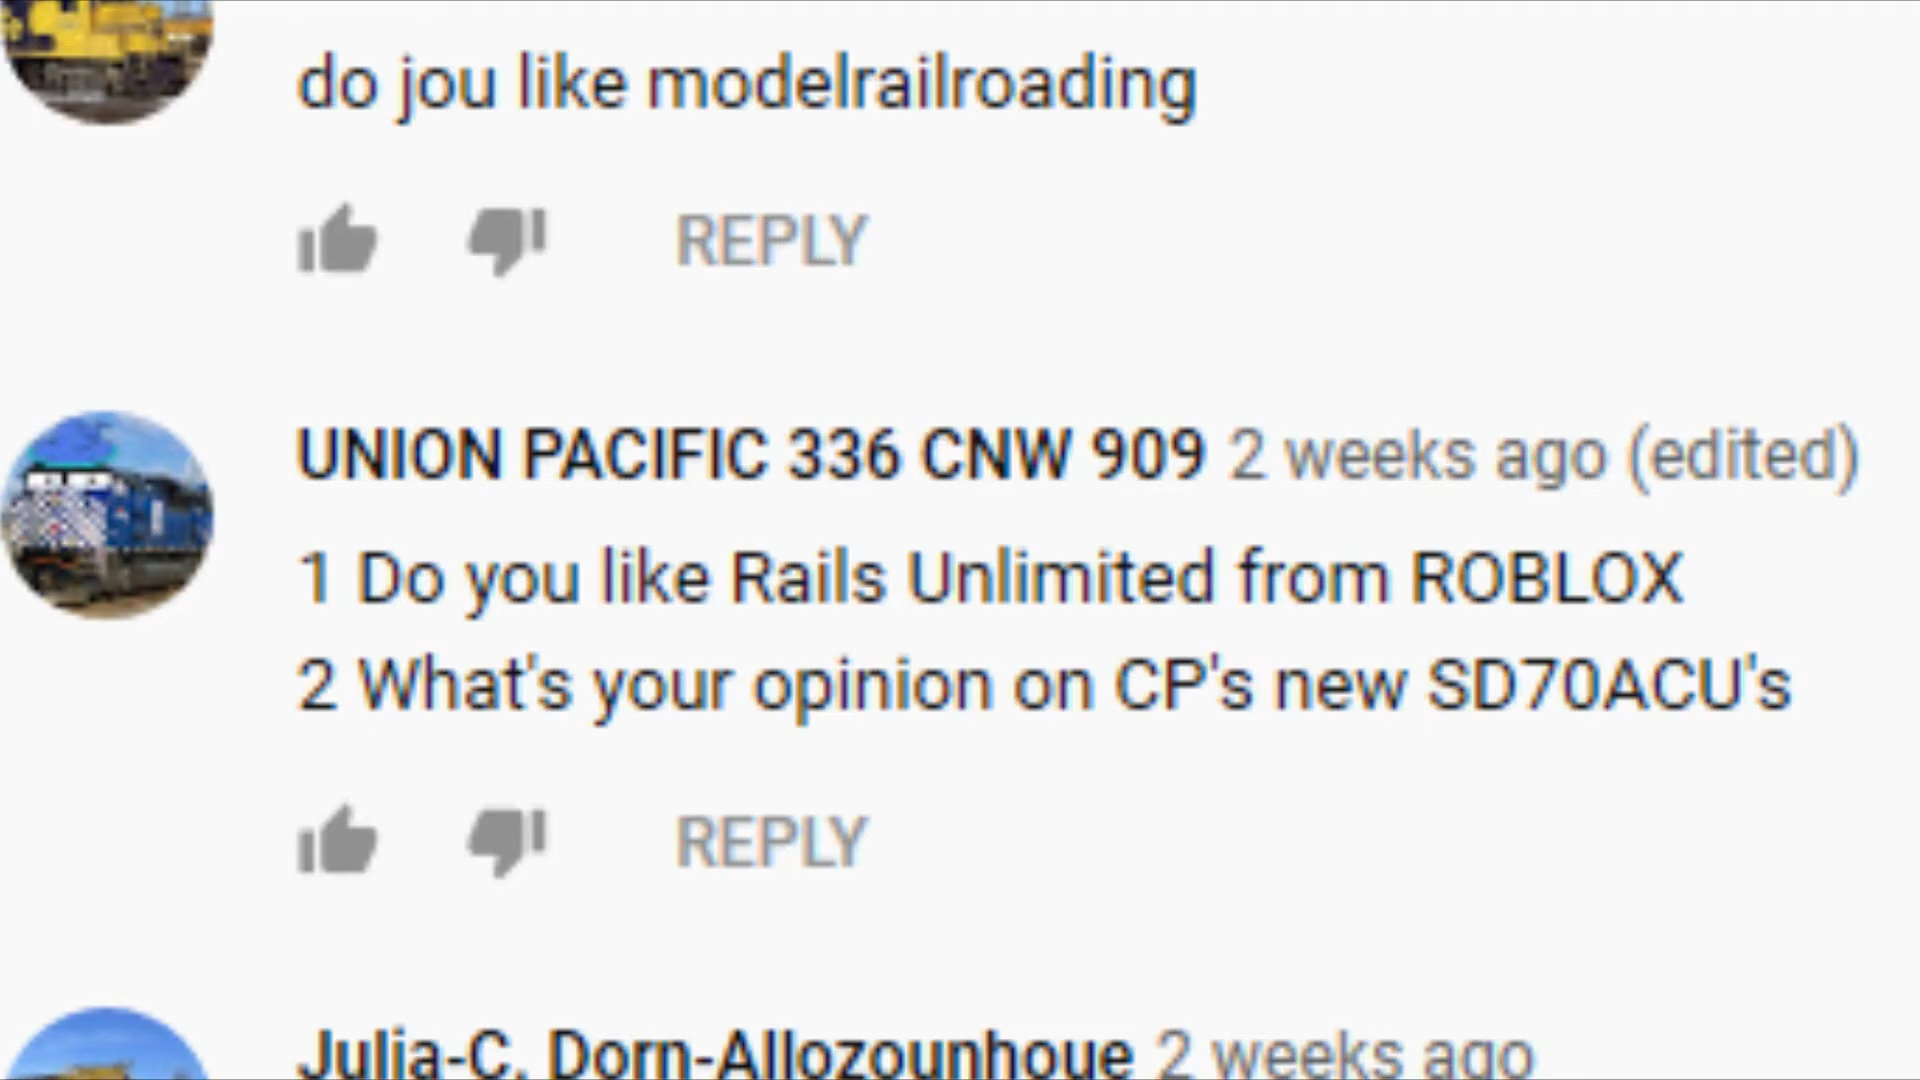 do jou like modelrailroading
REPLY
UNION PACIFIC 336 CNW 909 2 weeks ago (edited)
1 Do you like Rails Unlimited from ROBLOX
2 What's your opinion on CP's new SD70ACU's
REPLY
Julia-C. Dorn-Allozounhoue 2 weeks ago